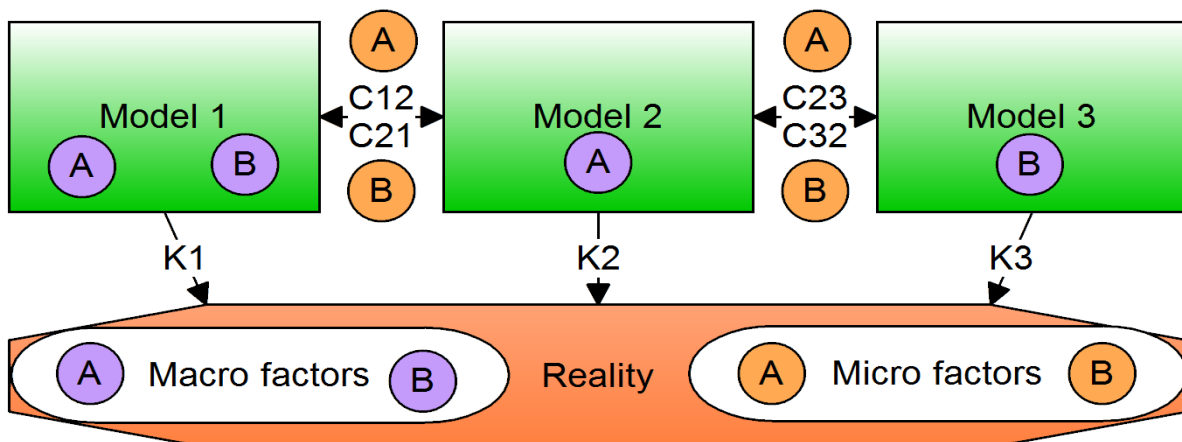 A
A
C12
C23
Model 1
Model 2
Model 3
C21
C32
A
B
A
B
B
B
K1
K2
K3
A
Macro factors
B
Reality
A
Micro factors
B